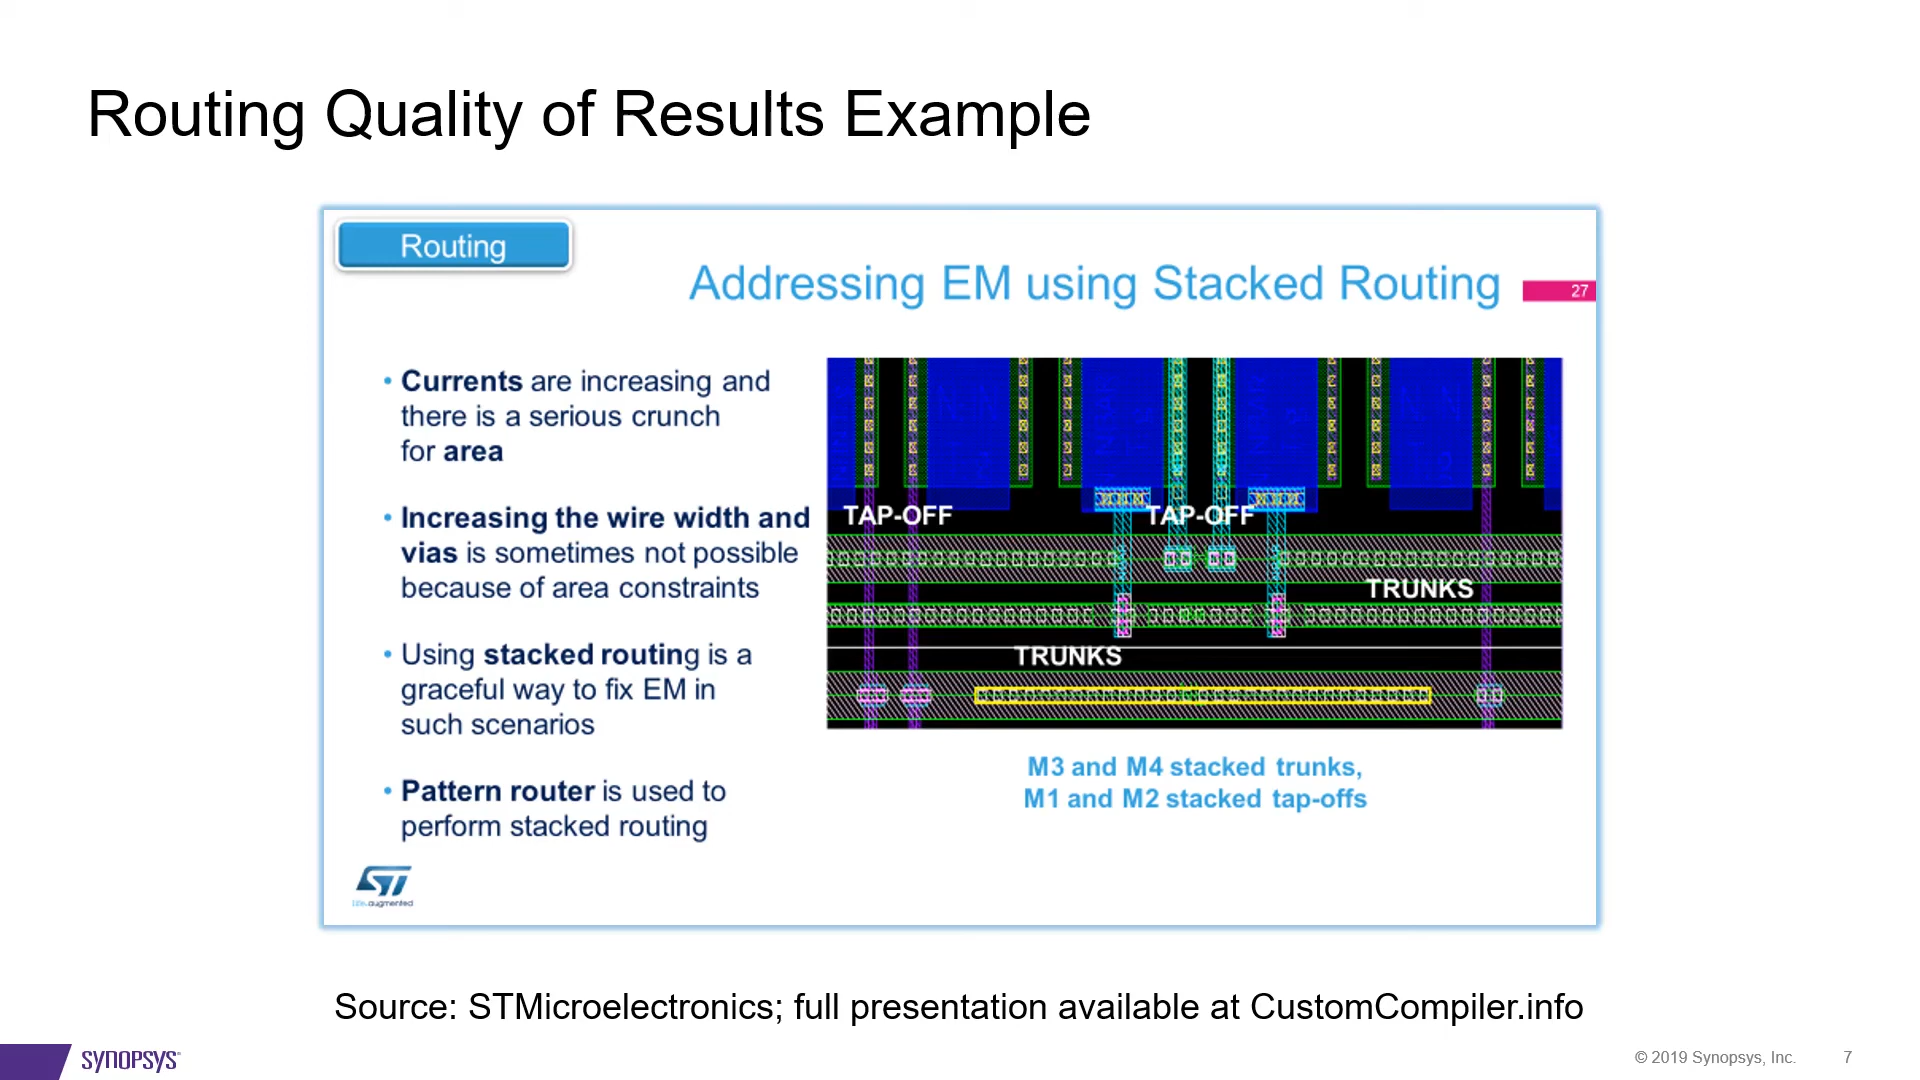 Routing Quality of Results Example
Routing
Addressing EM using Stacked Routing
27
• Currents are increasing and
there is a serious crunch
for area
• Increasing the wire width and
vias is sometimes not possible
because of area constraints
• Using stacked routing is a
graceful way to fix EM in
such scenarios
• Pattern router is used to
perform stacked routing
TAP-OFF
TAP-OFF
TRUNKS
TRUNKS
M3 and M4 stacked trunks,
M1 and M2 stacked tap-offs
ST
life.augmented
Source: STMicroelectronics; full presentation available at CustomCompiler.info
SYNOPSYS
© 2019 Synopsys, Inc.
7